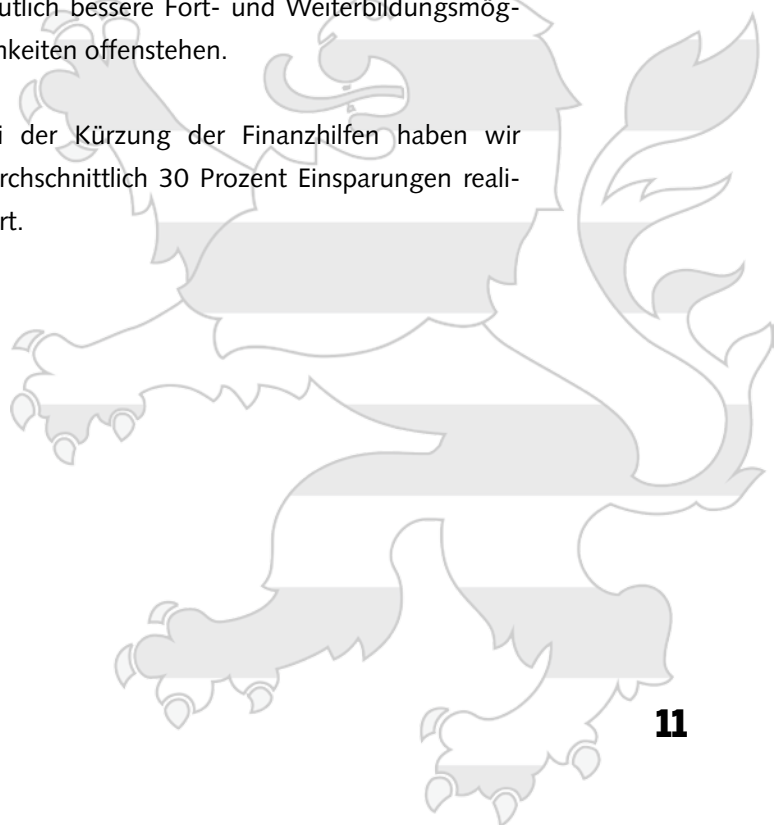 utlich bessere Fort- und Weiterbildungsmög-
hkeiten offenstehen.
i der Kürzung der Finanzhilfen haben wir
rchschnittlich 30 Prozent Einsparungen reali-
rt.
11